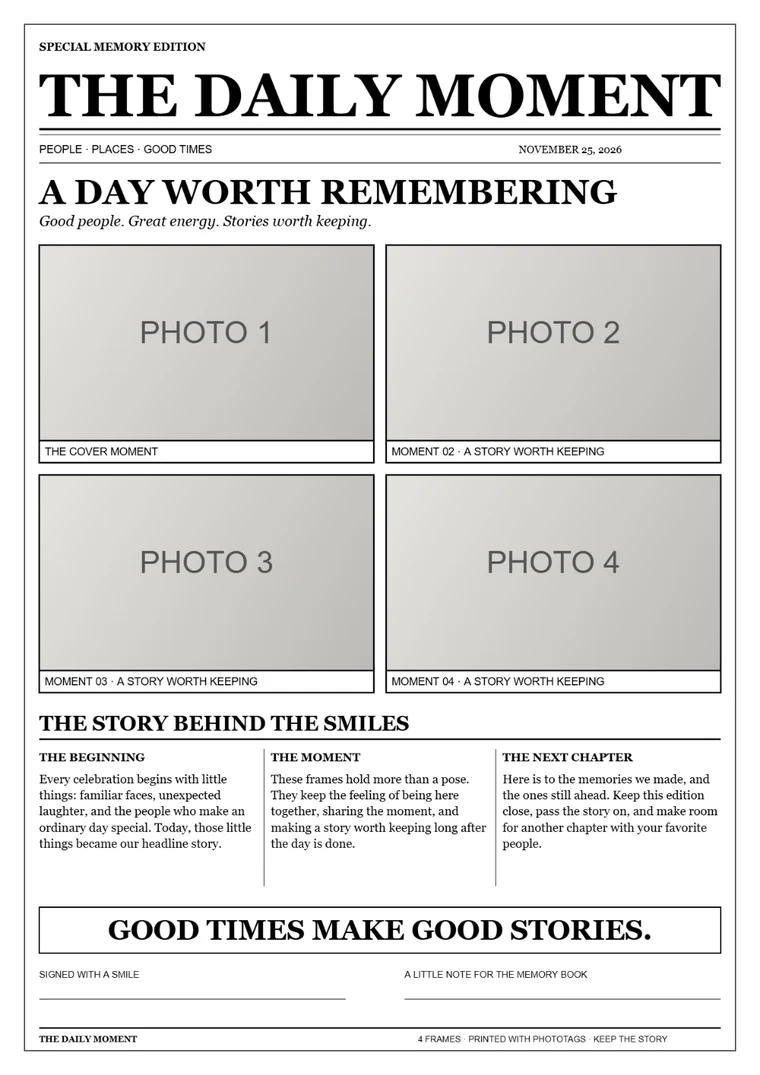 SPECIAL MEMORY EDITION
THE DAILY MOMENT
PEOPLE · PLACES · GOOD TIMES
NOVEMBER 25, 2026
A DAY WORTH REMEMBERING
Good people. Great energy. Stories worth keeping.
PHOTO 1
THE COVER MOMENT
PHOTO 2
MOMENT 02 · A STORY WORTH KEEPING
PHOTO 3
MOMENT 03 · A STORY WORTH KEEPING
PHOTO 4
MOMENT 04 · A STORY WORTH KEEPING
THE STORY BEHIND THE SMILES
THE BEGINNING
Every celebration begins with little
things: familiar faces, unexpected
laughter, and the people who make an
ordinary day special. Today, those little
things became our headline story.
THE MOMENT
These frames hold more than a pose.
They keep the feeling of being here
together, sharing the moment, and
making a story worth keeping long after
the day is done.
THE NEXT CHAPTER
Here is to the memories we made, and
the ones still ahead. Keep this edition
close, pass the story on, and make room
for another chapter with your favorite
people.
GOOD TIMES MAKE GOOD STORIES.
SIGNED WITH A SMILE
A LITTLE NOTE FOR THE MEMORY BOOK
THE DAILY MOMENT
4 FRAMES · PRINTED WITH PHOTOTAGS · KEEP THE STORY